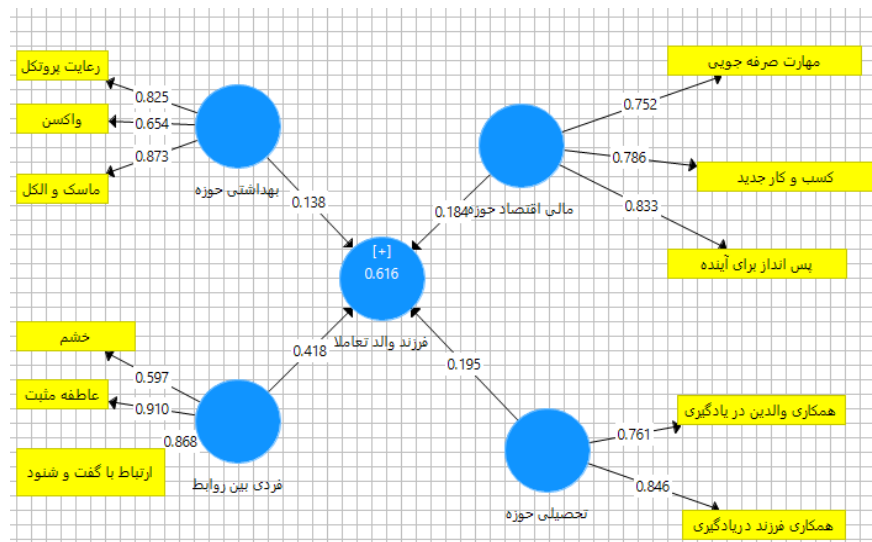 رعایت پروتکل
0.825
واکسن
0.654
ماسک و الکل
0.873
بهداشتی حوزه
0.138
مهارت صرفه جویی
0.752
کسب و کار جدید
0.786
پس انداز برای آینده
0.833
مالی اقتصاد حوزه
0.184
[+]
0.616
فرزند والد تعاملا
خشم
0.597
عاطفه مثبت
0.910
ارتباط با گفت و شنود
0.868
فردی بین روابط
0.418
همکاری والدین در یادگیری
0.761
همکاری فرزند دریادگیری
0.846
تحصیلی حوزه
0.195